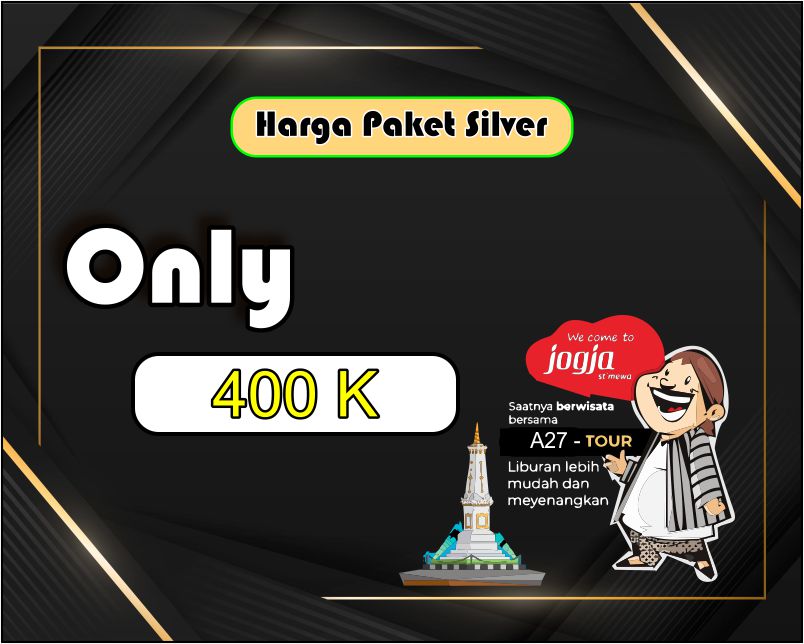 Harga Paket Silver
Only
400 K
We come to
jogja
st mewa
Saatnya berwisata
bersama
A27 - TOUR
Liburan lebih
mudah dan
meyenangkan